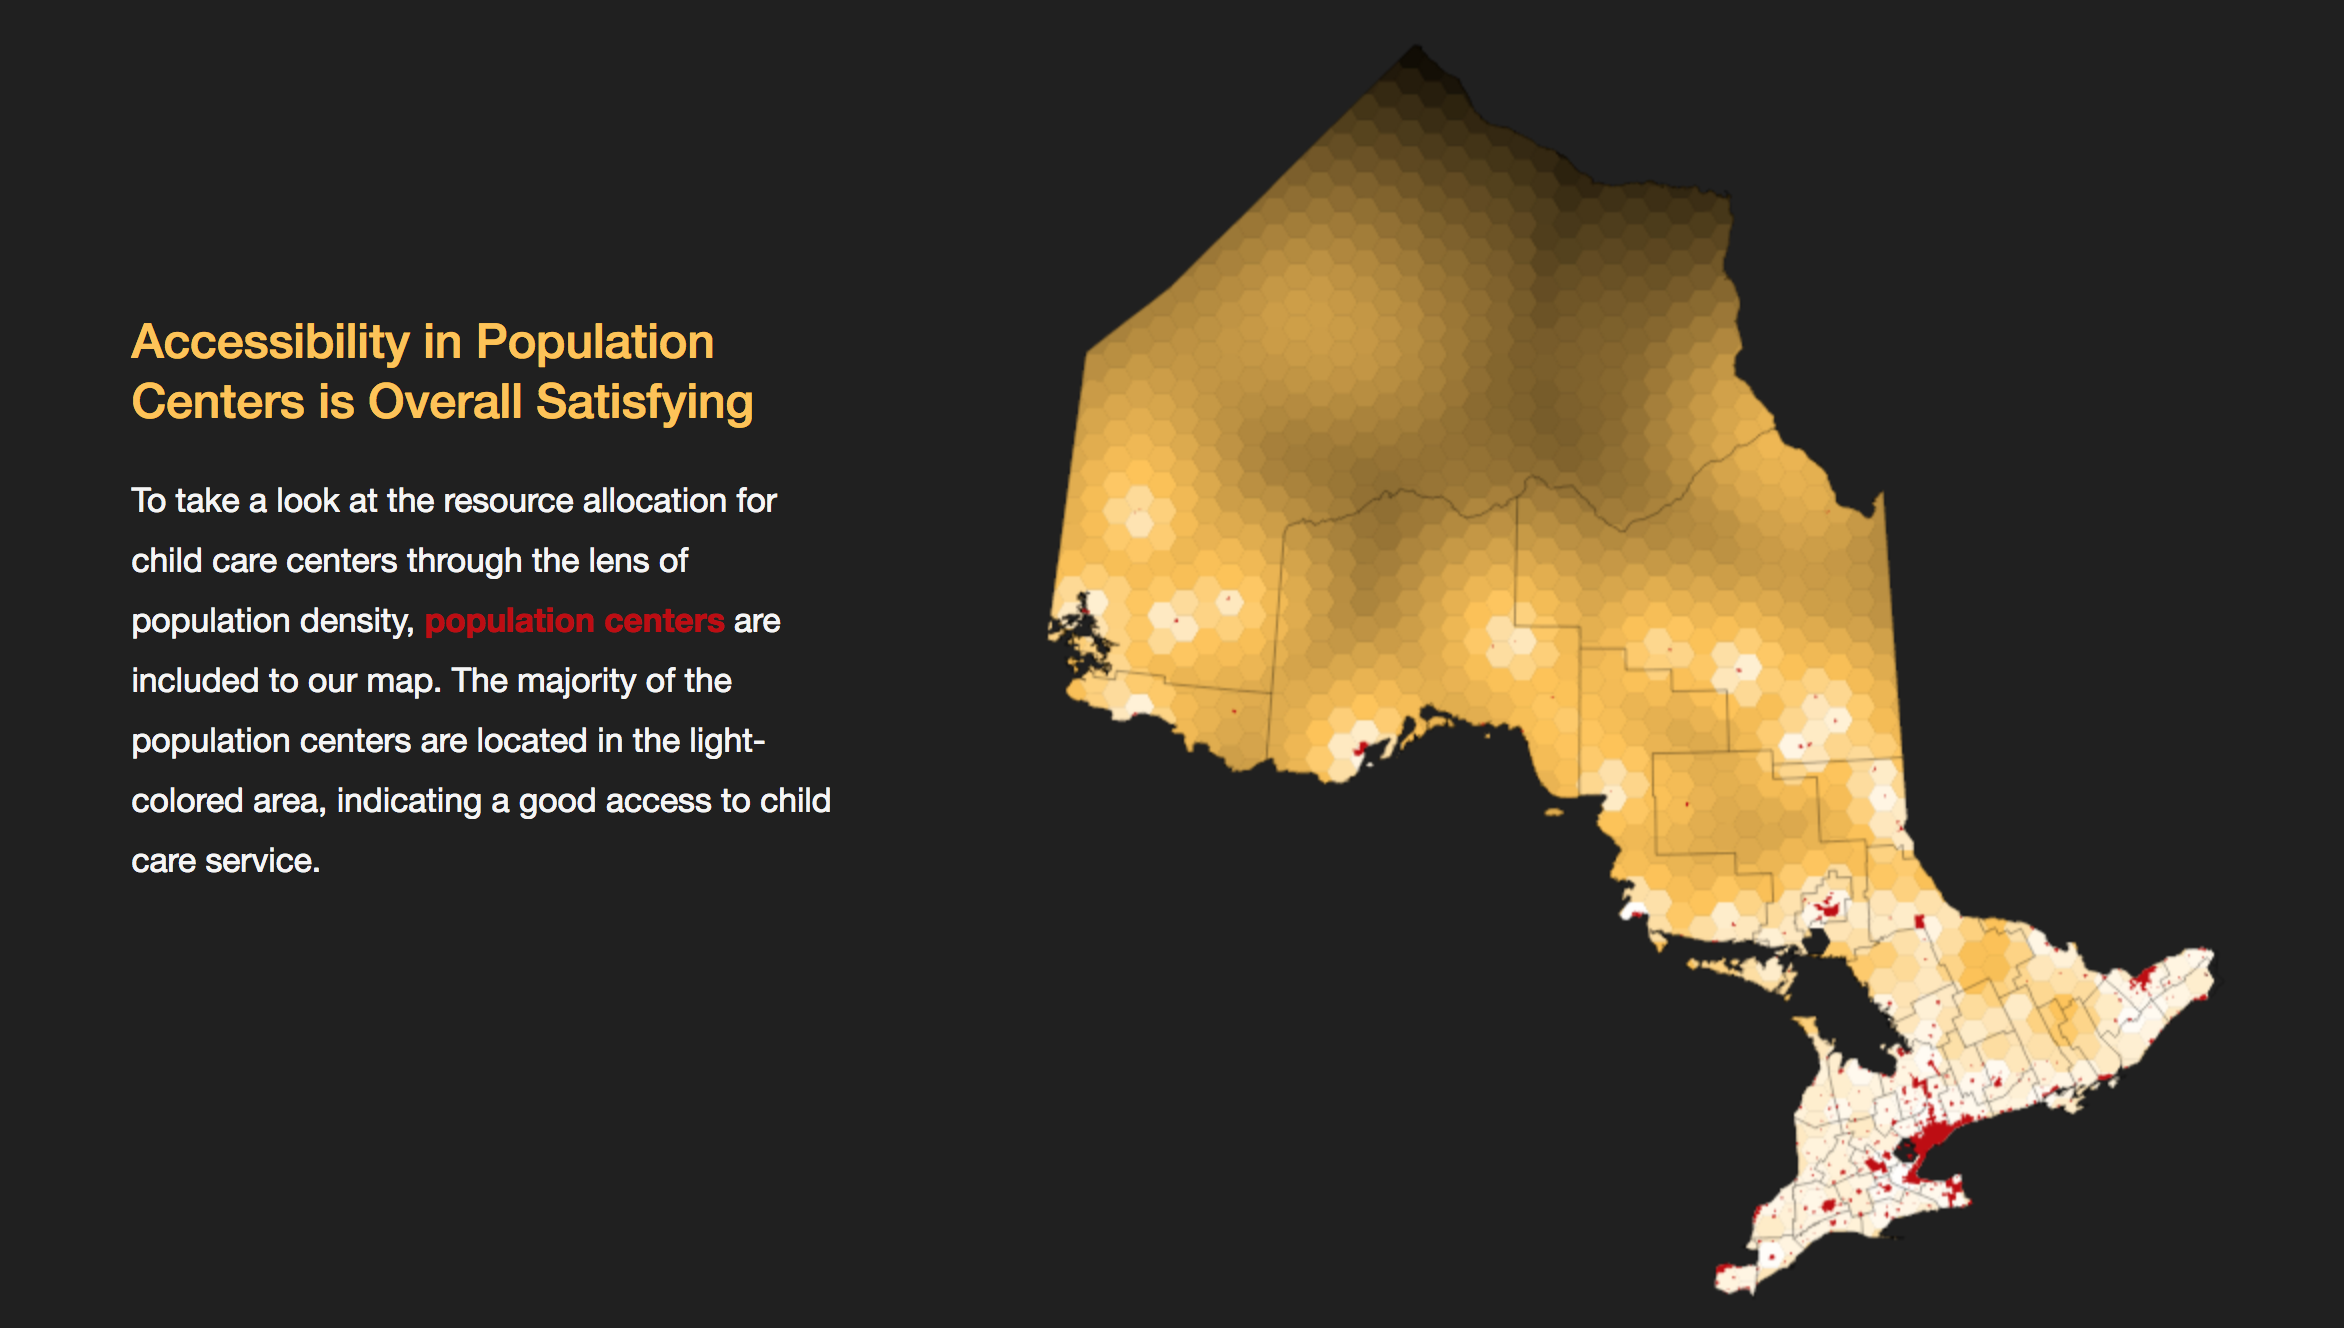 Accessibility in Population
Centers is Overall Satisfying
To take a look at the resource allocation for
child care centers through the lens of
population density, population centers are
included to our map. The majority of the
population centers are located in the light-
colored area, indicating a good access to child
care service.